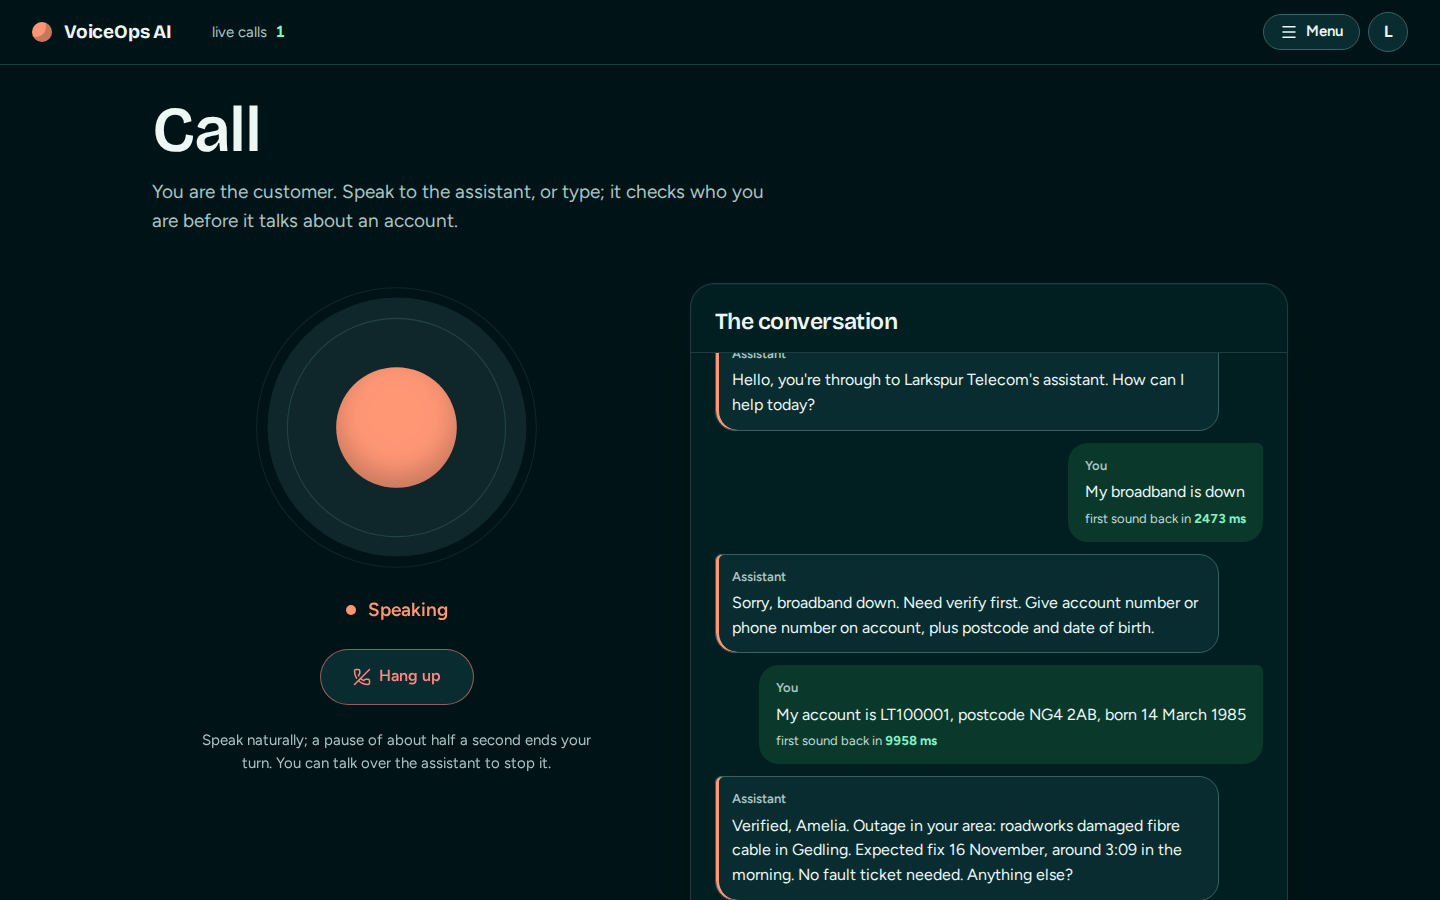 VoiceOps AI
live calls 1
Menu
L
Call
You are the customer. Speak to the assistant, or type; it checks who you
are before it talks about an account.
Speaking
Hang up
Speak naturally; a pause of about half a second ends your
turn. You can talk over the assistant to stop it.
The conversation
Assistant
Hello, you're through to Larkspur Telecom's assistant. How can I
help today?
You
My broadband is down
first sound back in 2473 ms
Assistant
Sorry, broadband down. Need verify first. Give account number or
phone number on account, plus postcode and date of birth.
You
My account is LT100001, postcode NG4 2AB, born 14 March 1985
first sound back in 9958 ms
Assistant
Verified, Amelia. Outage in your area: roadworks damaged fibre
cable in Gedling. Expected fix 16 November, around 3:09 in the
morning. No fault ticket needed. Anything else?